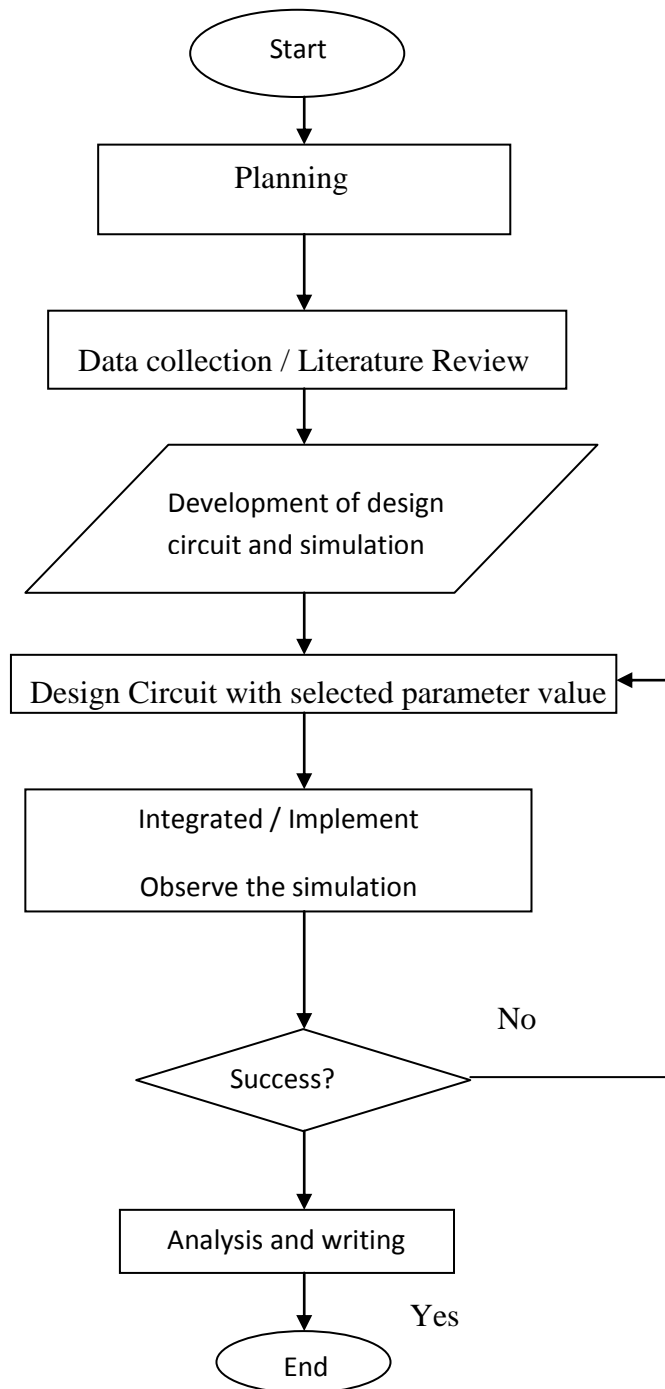 Start
Planning
Data collection / Literature Review
Development of design
circuit and simulation
Design Circuit with selected parameter value
Integrated / Implement
Observe the simulation
No
Success?
Analysis and writing
Yes
End